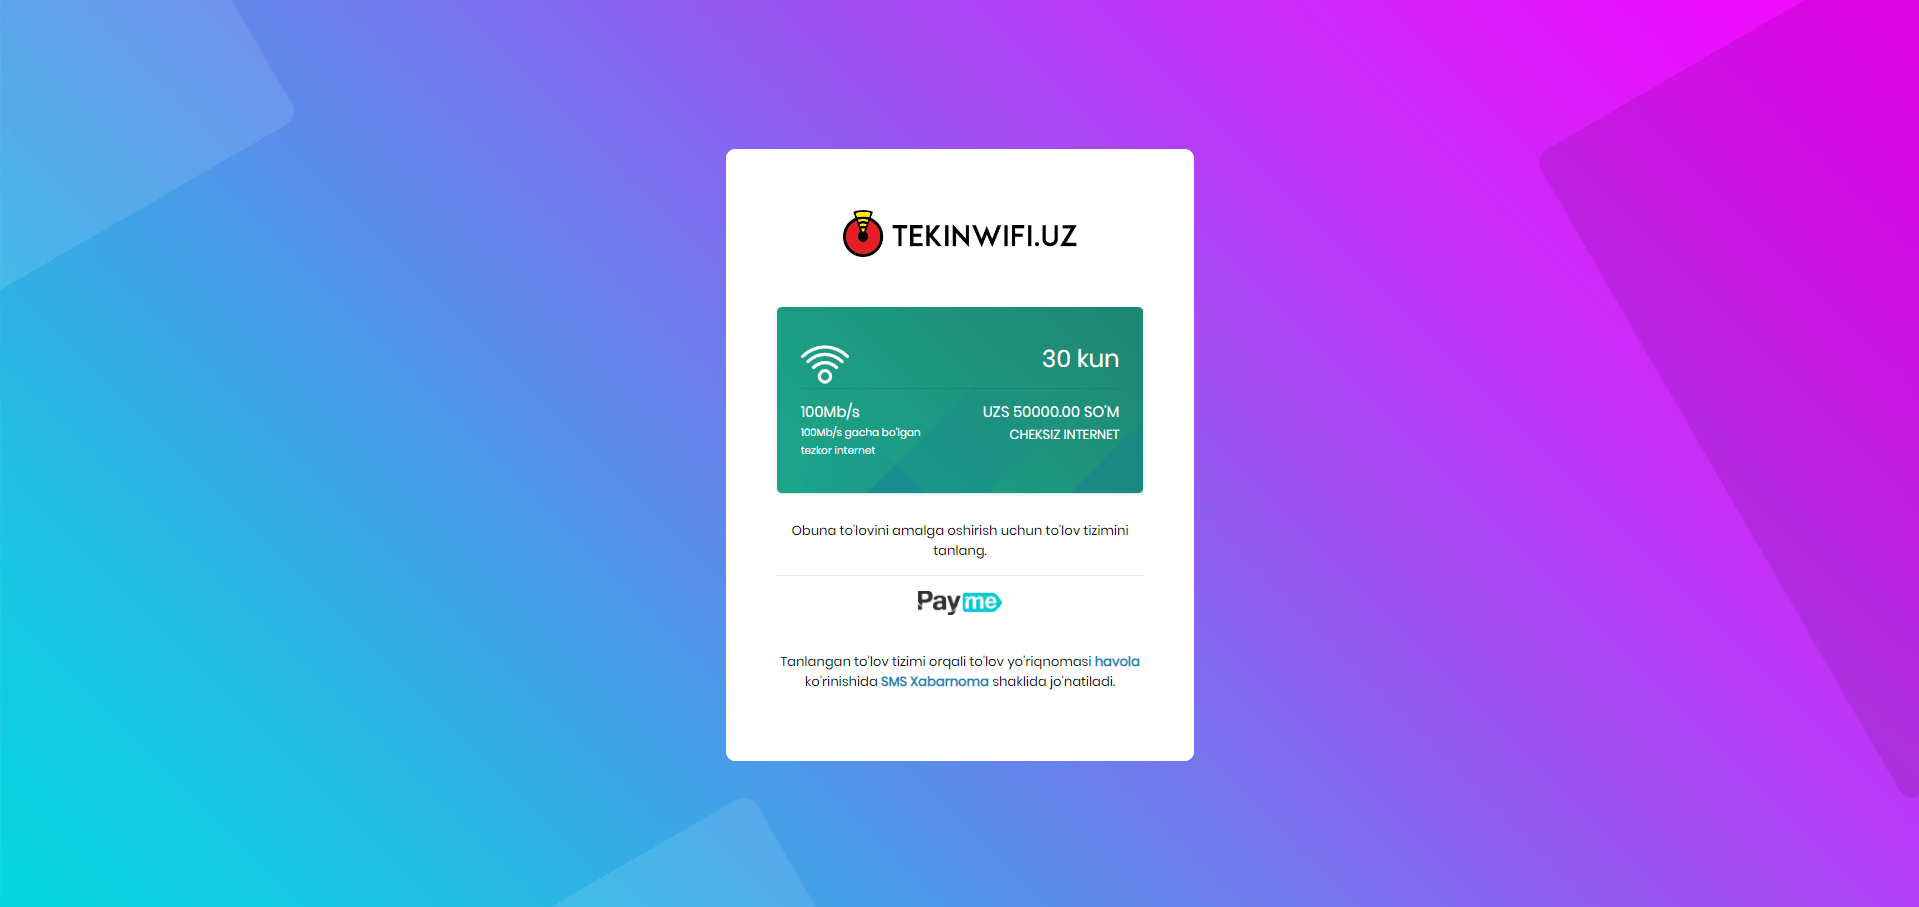 TEKINWIFI.UZ
30 kun
100Mb/s
UZS 50000.00 SO'M
100Mb/s gacha bo'lgan
tezkor internet
CHEKSIZ INTERNET
Obuna to'lovini amalga oshirish uchun to'lov tizimini
tanlang.
Payme
Tanlangan to'lov tizimi orqali to'lov yo'riqnomasi havola
ko'rinishida SMS Xabarnoma shaklida jo'natiladi.